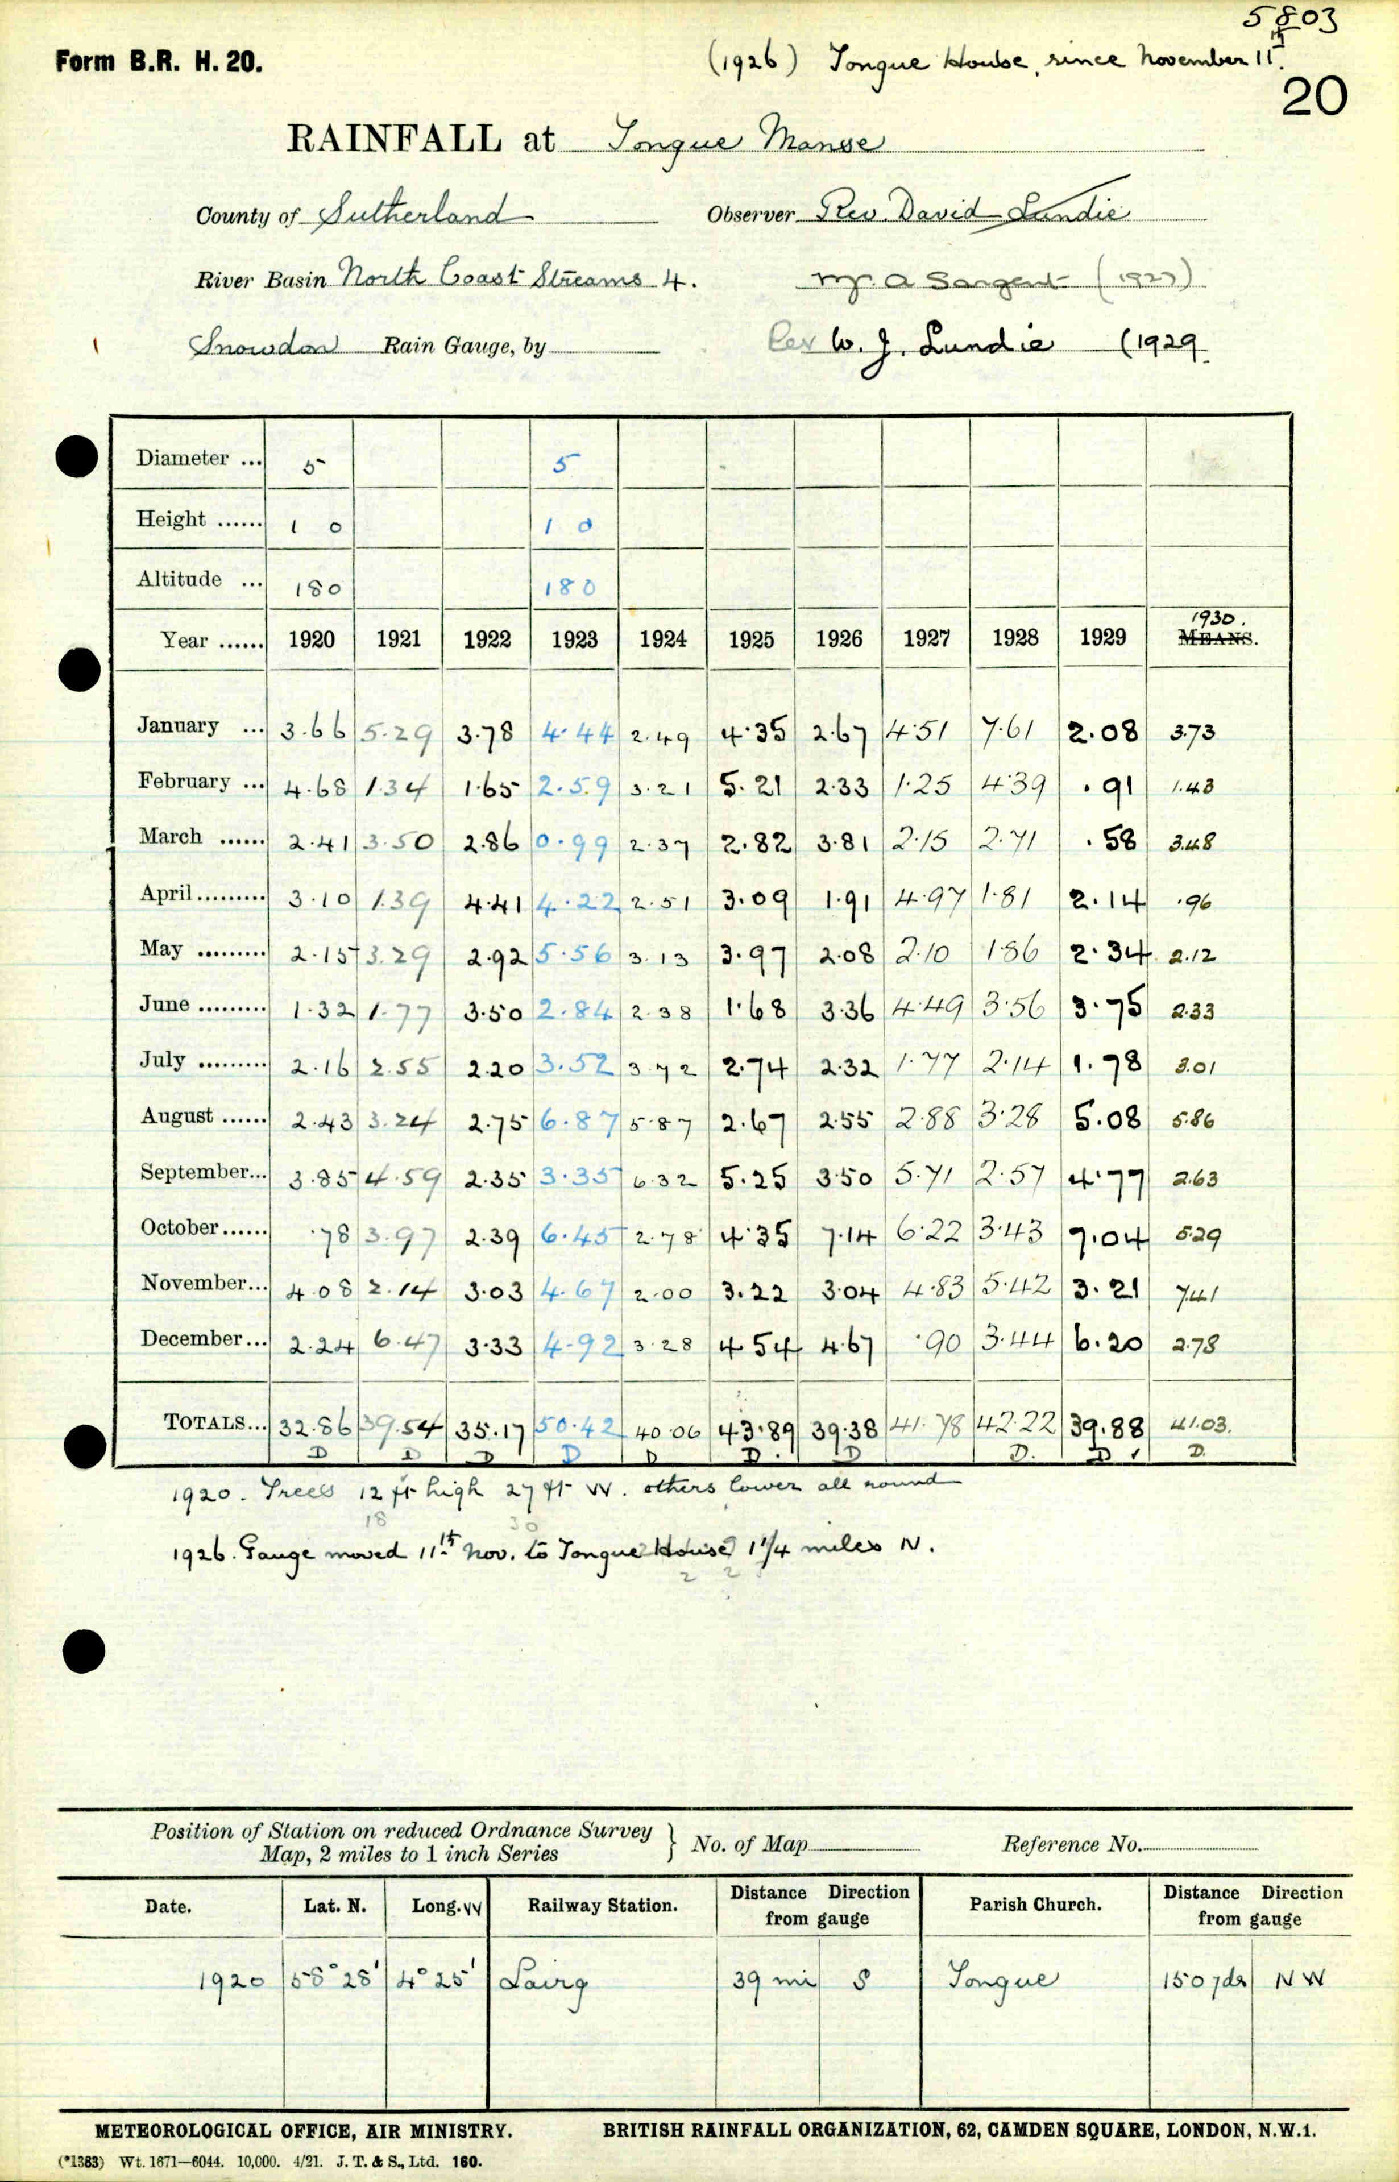 5803
Form B.R. H. 20.
(1926) Tongue House, since November 11th.
20
RAINFALL at Tongue Manse
County of Sutherland Observer Rev. David Lundie
River Basin North Coast Streams 4. Mr. A Sargent (1927)
Snowdon Rain Gauge, by Rev W. J. Lundie (1929
Diameter ... 5 5
Height ...... 1 0 1 0
Altitude ... 180 180
1930.
Year ...... 1920 1921 1922 1923 1924 1925 1926 1927 1928 1929 MEANS.
January ... 3.66 5.29 3.78 4.44 2.49 4.35 2.67 4.51 7.61 2.08 3.73
February ... 4.68 1.34 1.65 2.59 3.21 5.21 2.33 1.25 4.39 .91 1.43
March ...... 2.41 3.50 2.86 0.99 2.37 2.82 3.81 2.15 2.71 .58 3.48
April ......... 3.10 1.39 4.41 4.22 2.51 3.09 1.91 4.97 1.81 2.14 .96
May ......... 2.15 3.29 2.92 5.56 3.13 3.97 2.08 2.10 1.86 2.34 2.12
June ......... 1.32 1.77 3.50 2.84 2.38 1.68 3.36 4.49 3.56 3.75 2.33
July ......... 2.16 2.55 2.20 3.52 3.72 2.74 2.32 1.77 2.14 1.78 3.01
August ...... 2.43 3.24 2.75 6.87 5.87 2.67 2.55 2.88 3.28 5.08 5.86
September... 3.85 4.59 2.35 3.35 6.32 5.25 3.50 5.71 2.57 4.77 2.63
October...... .78 3.97 2.39 6.45 2.78 4.35 7.14 6.22 3.43 7.04 5.29
November... 4.08 2.14 3.03 4.67 2.00 3.22 3.04 4.83 5.42 3.21 7.41
December... 2.24 6.47 3.33 4.92 3.28 4.54 4.67 .90 3.44 6.20 2.78
TOTALS... 32.86 39.54 35.17 50.42 40.06 43.89 39.38 41.78 42.22 39.88 41.03.
D D D D D D. D D. D D.
1920. Trees 12 ft high 27 ft W. others lower all round
18 30
1926. Gauge moved 11th Nov. to Tongue House 1 1/4 miles N.
2 2
Position of Station on reduced Ordnance Survey Map, 2 miles to 1 inch Series } No. of Map Reference No.
Date. Lat. N. Long. W Railway Station. Distance Direction from gauge Parish Church. Distance Direction from gauge
1920 58° 28' 4° 25' Lairg 39 mi S Tongue 150 yds N W
METEOROLOGICAL OFFICE, AIR MINISTRY. BRITISH RAINFALL ORGANIZATION, 62, CAMDEN SQUARE, LONDON, N.W.1.
(*1383) Wt. 1671—6044. 10,000. 4/21. J. T. & S., Ltd. 160.